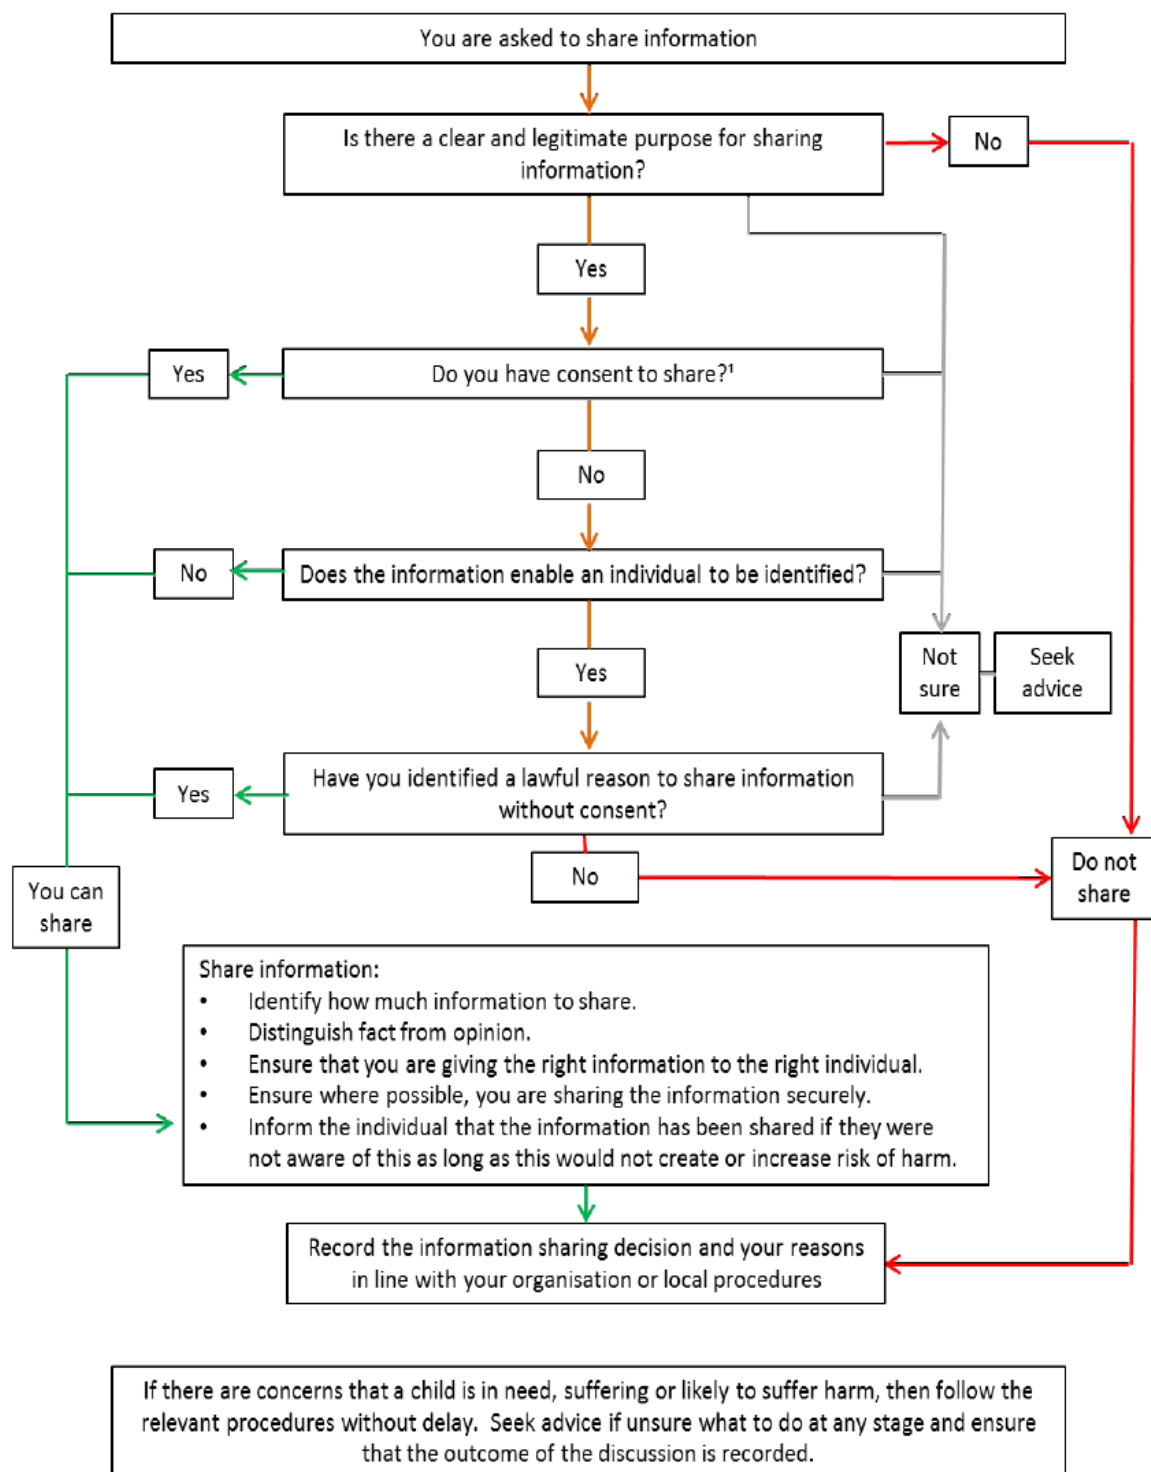 You are asked to share information
Is there a clear and legitimate purpose for sharing
information?
No
Yes
Yes
Do you have consent to share?¹
No
No
Does the information enable an individual to be identified?
Yes
Not
sure
Seek
advice
Yes
Have you identified a lawful reason to share information
without consent?
No
Do not
share
You can
share
Share information:
• Identify how much information to share.
• Distinguish fact from opinion.
• Ensure that you are giving the right information to the right individual.
• Ensure where possible, you are sharing the information securely.
• Inform the individual that the information has been shared if they were
not aware of this as long as this would not create or increase risk of harm.
Record the information sharing decision and your reasons
in line with your organisation or local procedures
If there are concerns that a child is in need, suffering or likely to suffer harm, then follow the
relevant procedures without delay.  Seek advice if unsure what to do at any stage and ensure
that the outcome of the discussion is recorded.